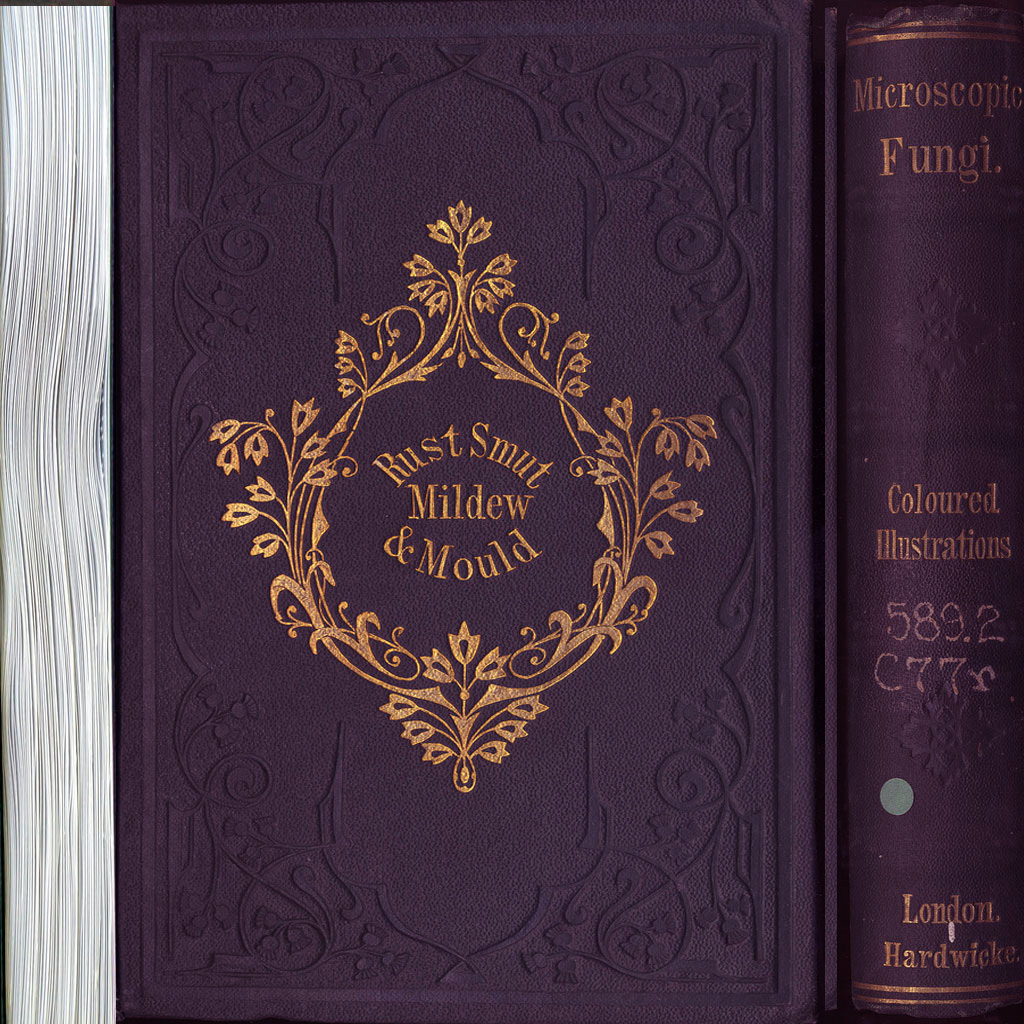 Rust Smut
Mildew
& Mould
Microscopic
Fungi.
Coloured
Illustrations
589.2
C77r
London.
Hardwicke.